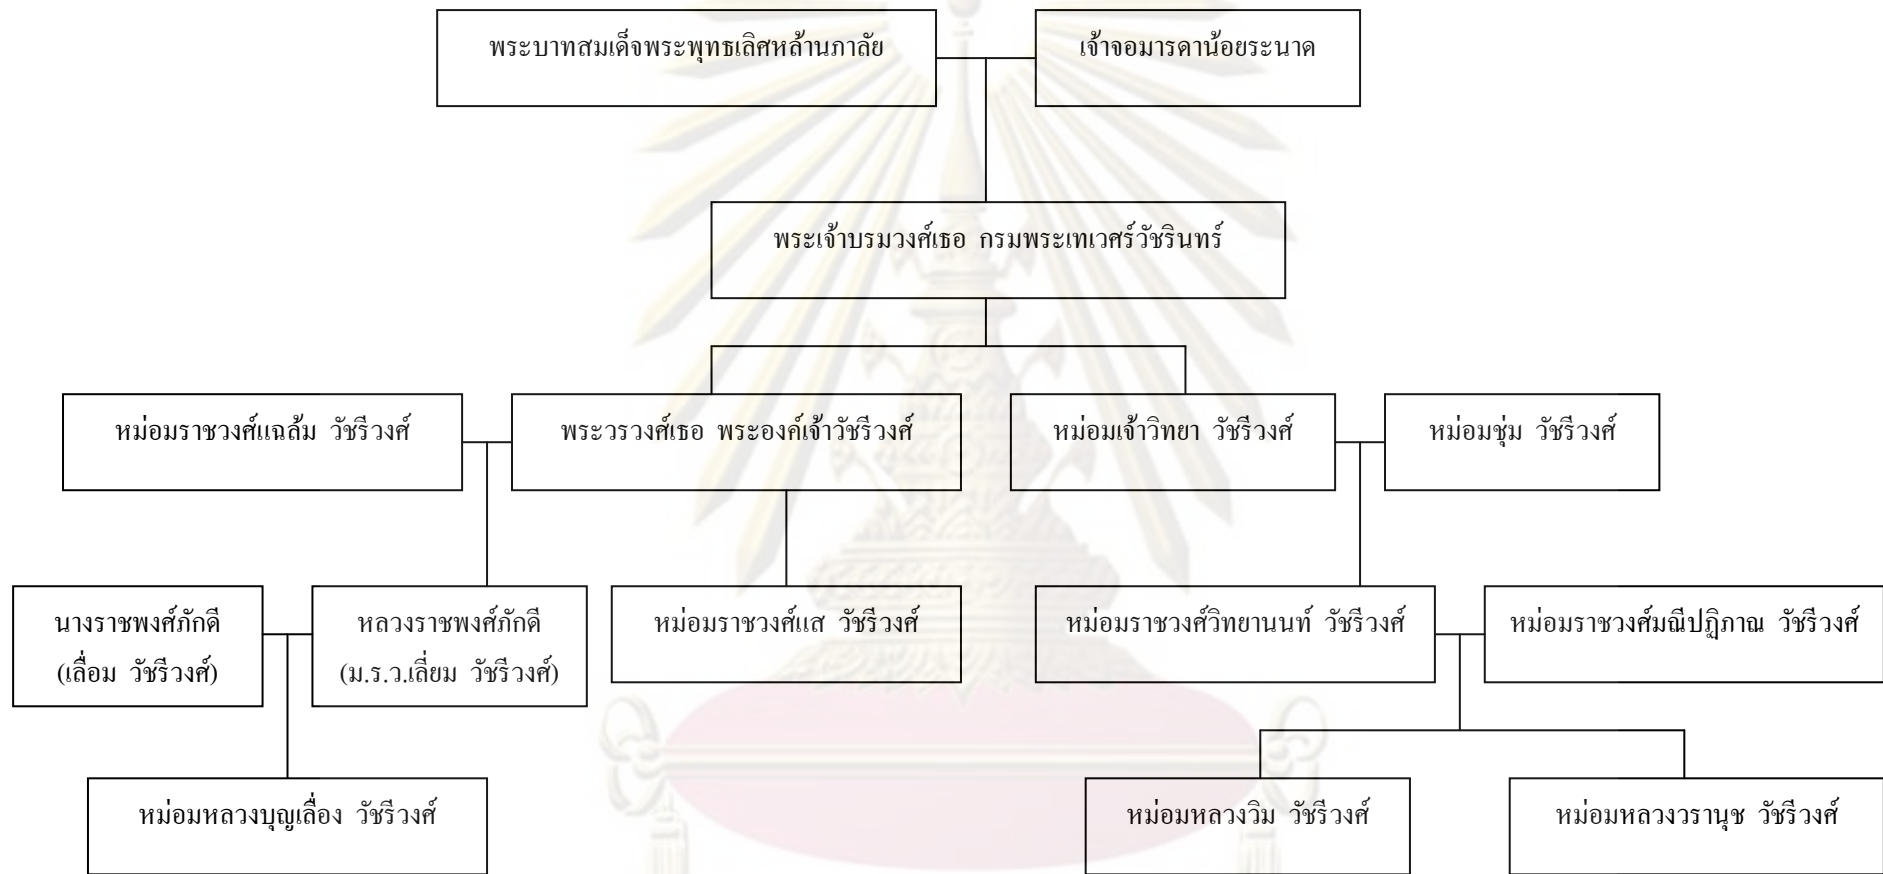 พระบาทสมเด็จพระพุทธเลิศหล้านภาลัย
เจ้าจอมารดาน้อยระนาด
พระเจ้าบรมวงศ์เธอ กรมพระเทเวศร์วัชรินทร์
หม่อมราชวงศ์แฉล้ม วัชรีวงศ์
พระวรวงศ์เธอ พระองค์เจ้าวัชรีวงศ์
หม่อมเจ้าวิทยา วัชรีวงศ์
หม่อมชุ่ม วัชรีวงศ์
นางราชพงศ์ภักดี
(เลื่อม วัชรีวงศ์)
หลวงราชพงศ์ภักดี
(ม.ร.ว.เลี่ยม วัชรีวงศ์)
หม่อมราชวงศ์แส วัชรีวงศ์
หม่อมราชวงศ์วิทยานนท์ วัชรีวงศ์
หม่อมราชวงศ์มณีปฏิภาณ วัชรีวงศ์
หม่อมหลวงบุญเลื่อง วัชรีวงศ์
หม่อมหลวงวิม วัชรีวงศ์
หม่อมหลวงวรานุช วัชรีวงศ์